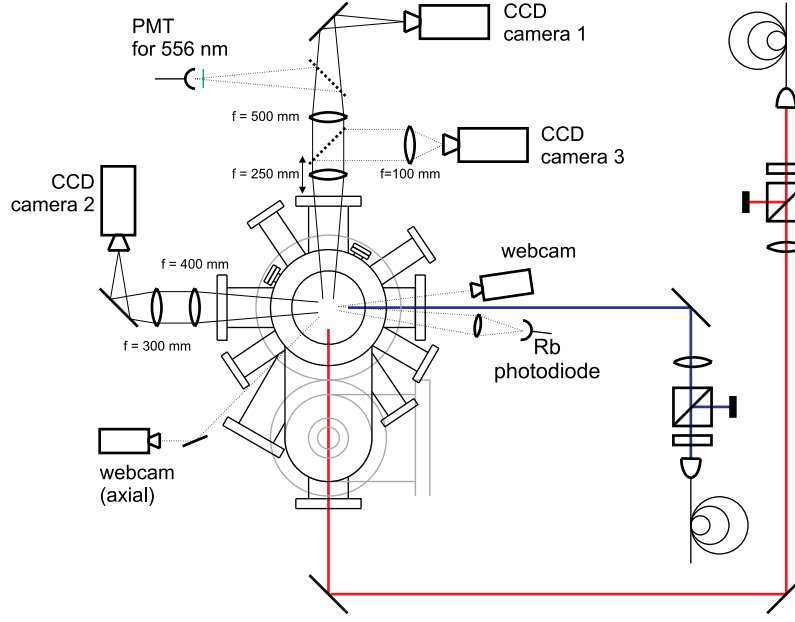 CCD
camera 1
PMT
for 556 nm
f = 500 mm
CCD
camera 3
f = 250 mm
f=100 mm
CCD
camera 2
webcam
f = 400 mm
f = 300 mm
Rb
photodiode
webcam
(axial)